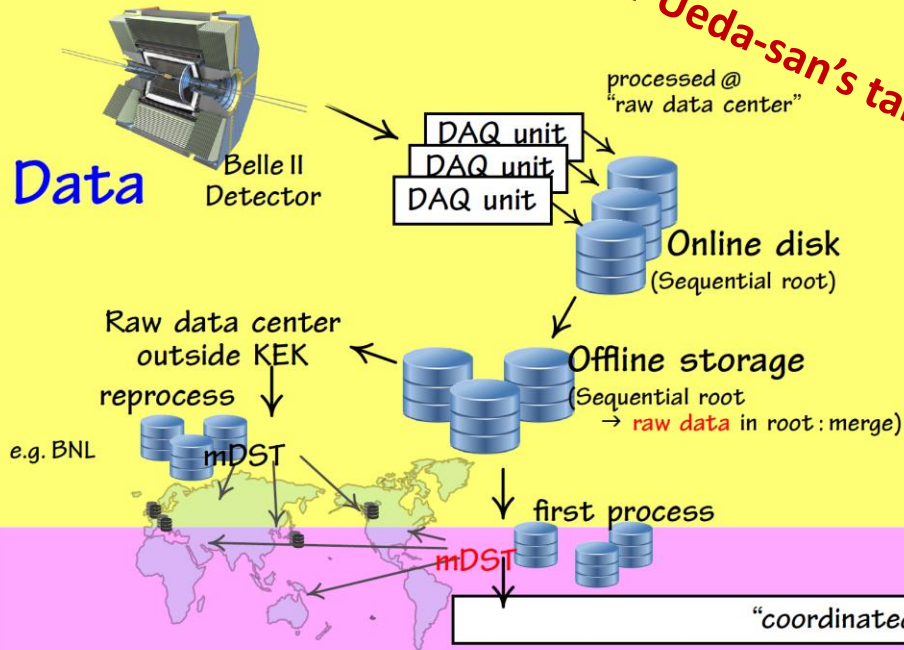 Ueda-san's
processed @
"raw data center"
DAQ unit
DAQ unit
DAQ unit
Data
Belle II
Detector
Online disk
(Sequential root)
Raw data center
outside KEK
reprocess
Offline storage
(Sequential root
→ raw data in root : merge)
e.g. BNL
mDST
first process
mDST
"coordinated